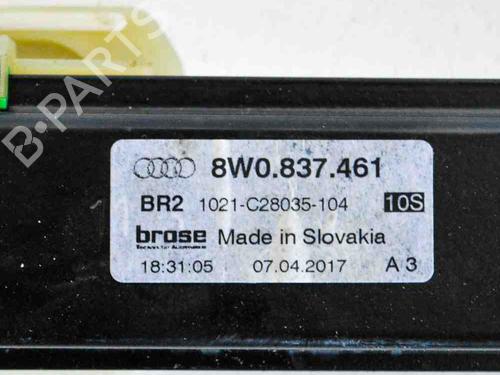 B·PARTS
8W0.837.461
BR2 1021-C28035-104 10S
brose Made in Slovakia
18:31:05 07.04.2017 A 3